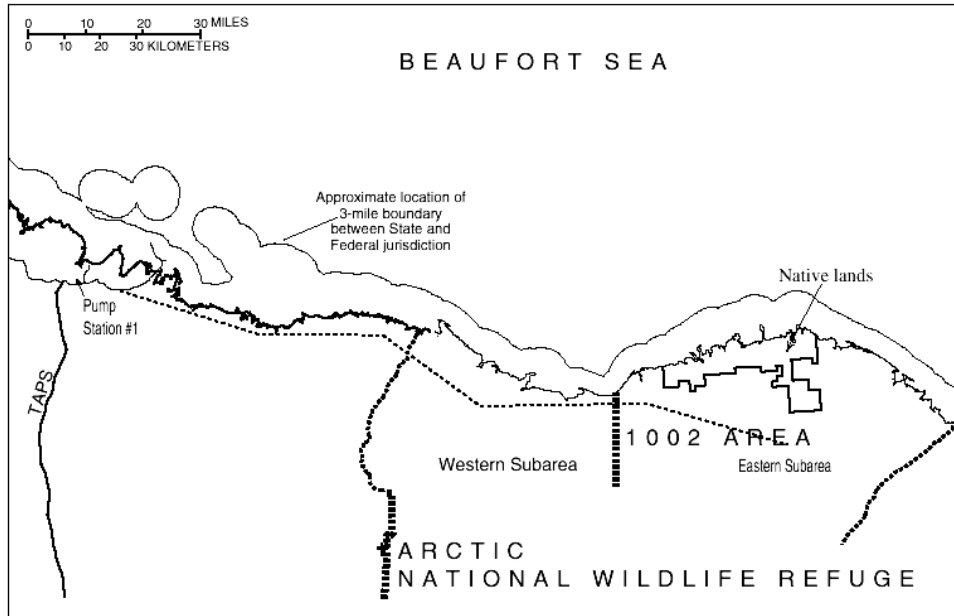 0 10 20 30 MILES
0 10 20 30 KILOMETERS
BEAUFORT SEA
Approximate location of
3-mile boundary
between State and
Federal jurisdiction
Native lands
Pump
Station #1
TAPS
1002 AREA
Western Subarea
Eastern Subarea
ARCTIC
NATIONAL WILDLIFE REFUGE